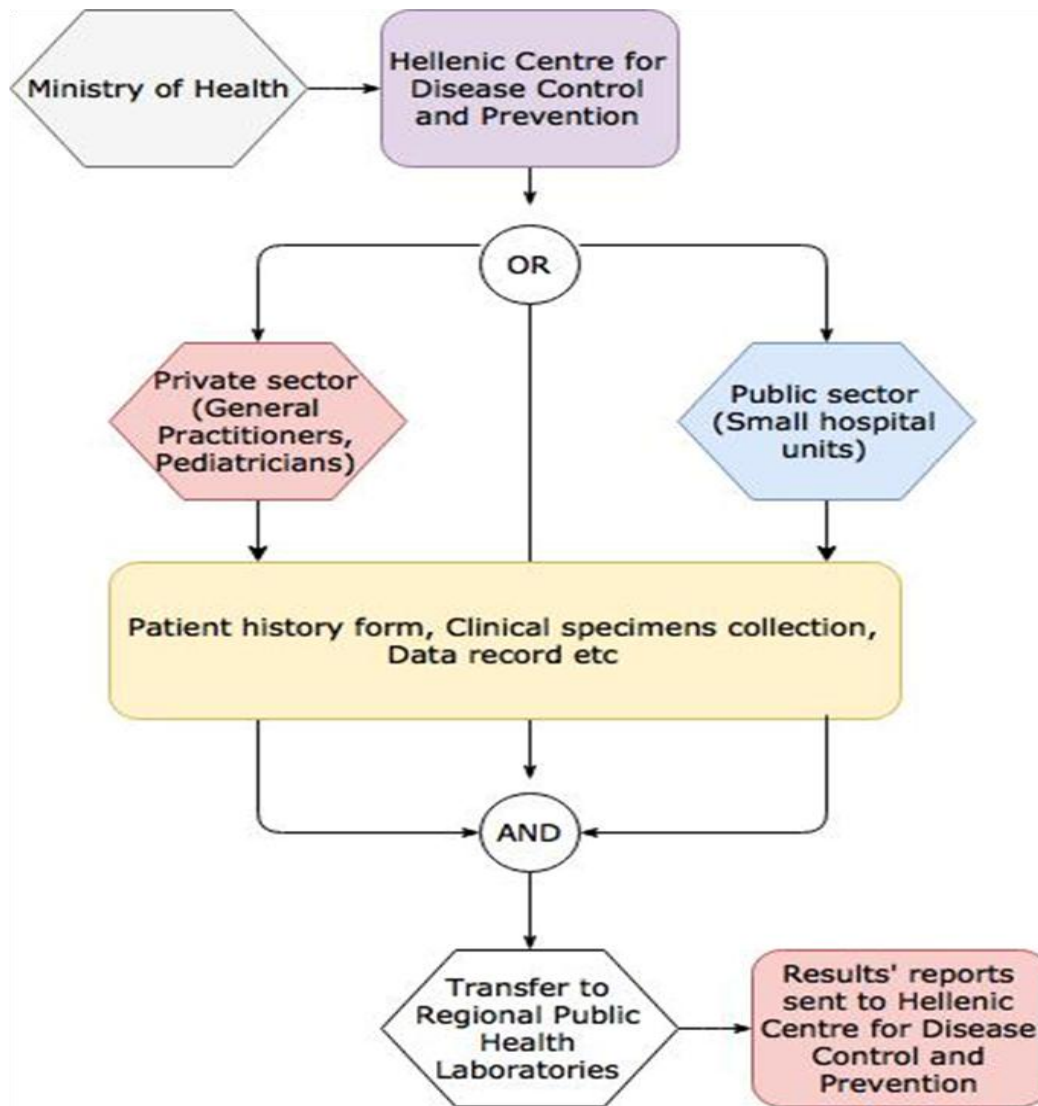 Ministry of Health
Hellenic Centre for
Disease Control
and Prevention
OR
Private sector
(General
Practitioners,
Pediatricians)
Public sector
(Small hospital
units)
Patient history form, Clinical specimens collection,
Data record etc
AND
Transfer to
Regional Public
Health
Laboratories
Results' reports
sent to Hellenic
Centre for Disease
Control and
Prevention